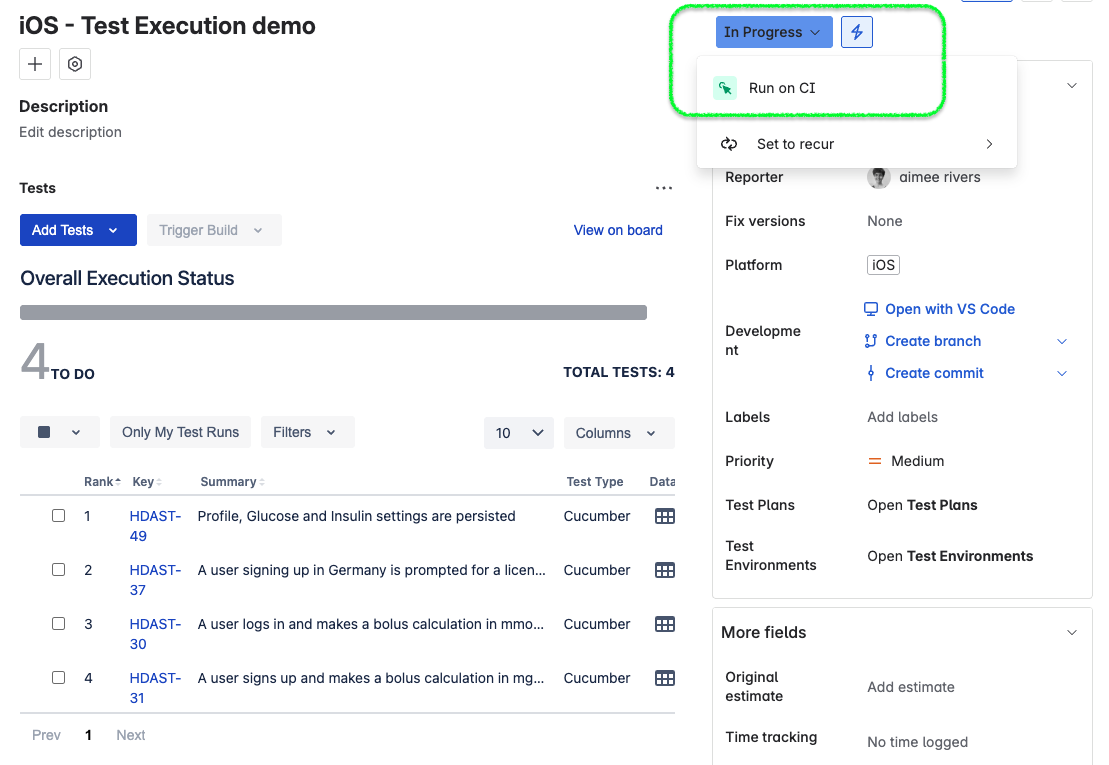 iOS - Test Execution demo
Description
Edit description
Tests
Add Tests
Trigger Build
View on board
Overall Execution Status
4 TO DO
TOTAL TESTS: 4
Only My Test Runs
Filters
10
Columns
Rank Key Summary Test Type Data
1 HDAST-49 Profile, Glucose and Insulin settings are persisted Cucumber
2 HDAST-37 A user signing up in Germany is prompted for a licen... Cucumber
3 HDAST-30 A user logs in and makes a bolus calculation in mmo... Cucumber
4 HDAST-31 A user signs up and makes a bolus calculation in mg... Cucumber
Prev 1 Next
In Progress
Run on CI
Set to recur
Reporter aimee rivers
Fix versions None
Platform iOS
Development
Open with VS Code
Create branch
Create commit
Labels Add labels
Priority Medium
Test Plans Open Test Plans
Test Environments Open Test Environments
More fields
Original estimate Add estimate
Time tracking No time logged